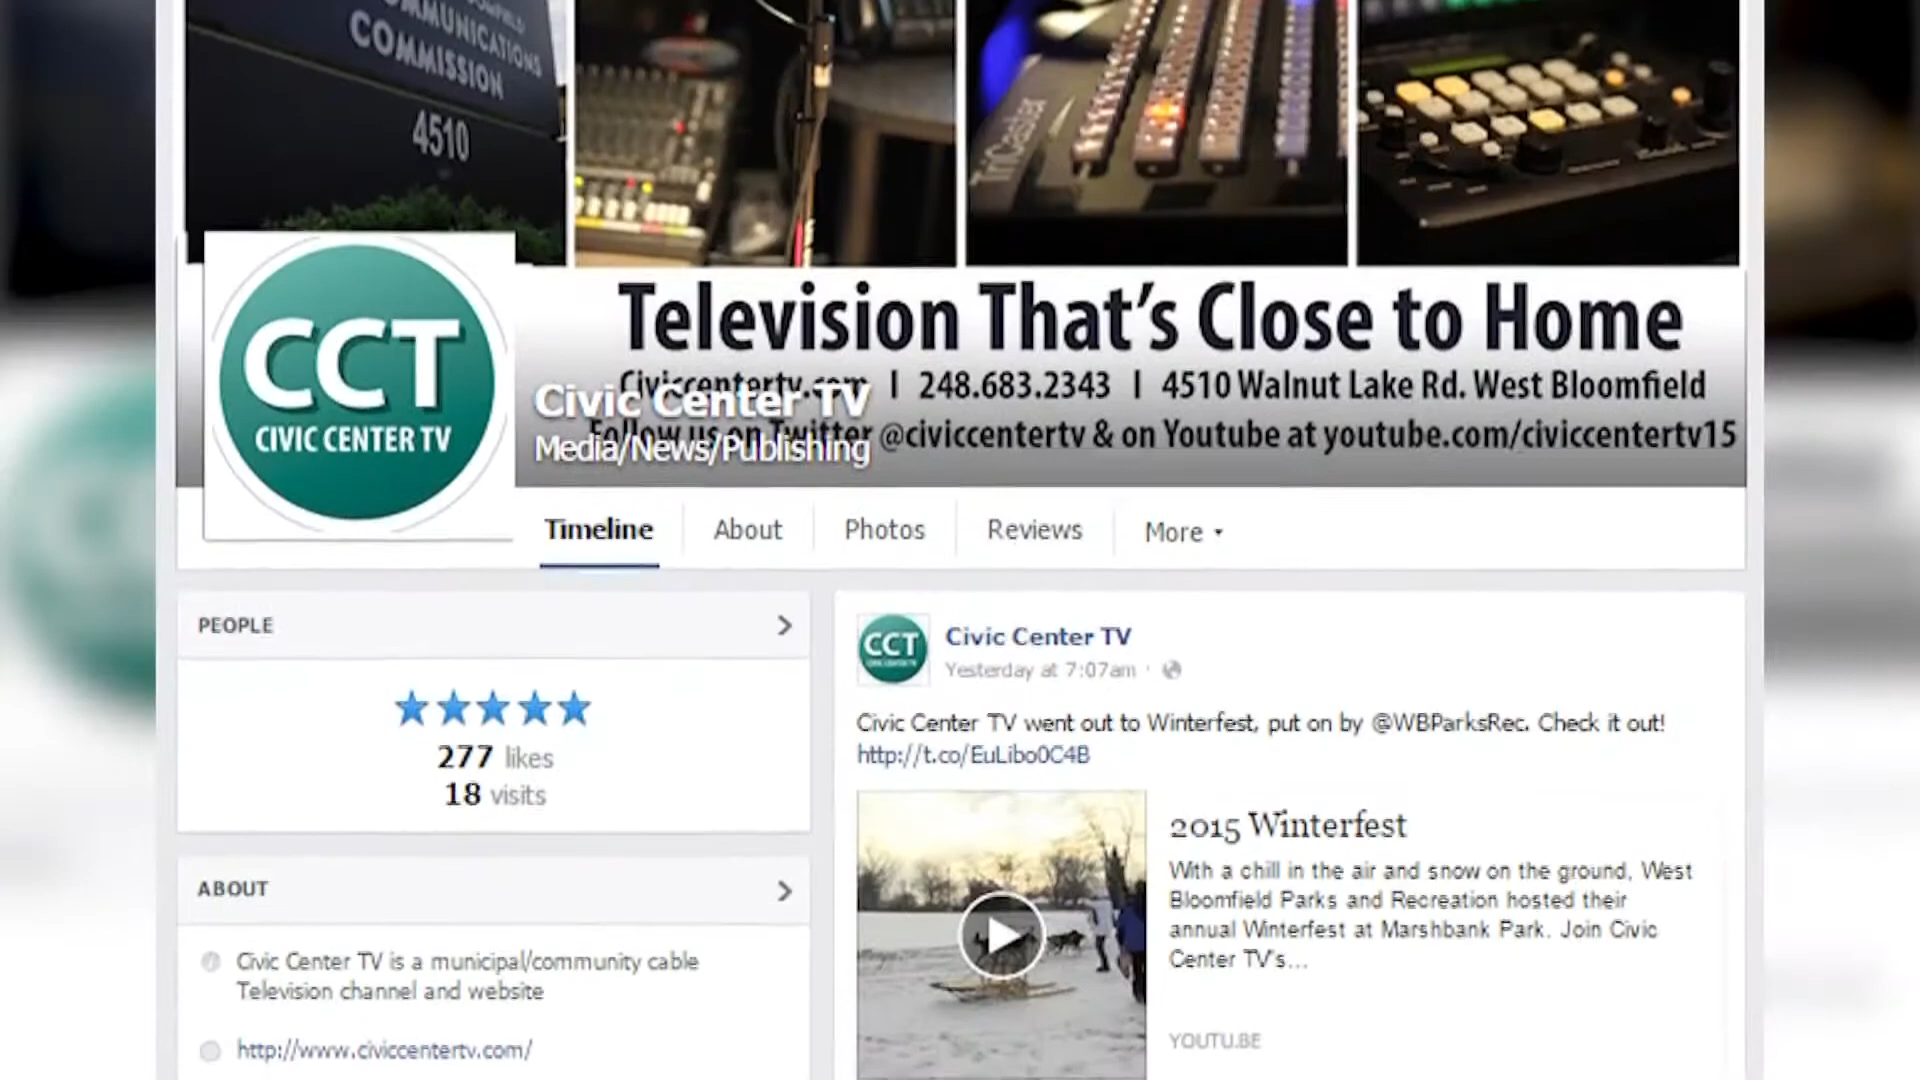 COMMUNICATIONS
COMMISSION
4510
TriCaster
CCT
CIVIC CENTER TV
Television That's Close to Home
Civiccentertv.com | 248.683.2343 | 4510 Walnut Lake Rd. West Bloomfield
Follow us on Twitter @civiccentertv & on Youtube at youtube.com/civiccentertv15
Civic Center TV
Media/News/Publishing
Timeline
About
Photos
Reviews
More
PEOPLE
277 likes
18 visits
ABOUT
Civic Center TV is a municipal/community cable
Television channel and website
http://www.civiccentertv.com/
CCT
Civic Center TV
Yesterday at 7:07am
Civic Center TV went out to Winterfest, put on by @WBParksRec. Check it out!
http://t.co/EuLibo0C4B
2015 Winterfest
With a chill in the air and snow on the ground, West
Bloomfield Parks and Recreation hosted their
annual Winterfest at Marshbank Park. Join Civic
Center TV's...
YOUTU.BE